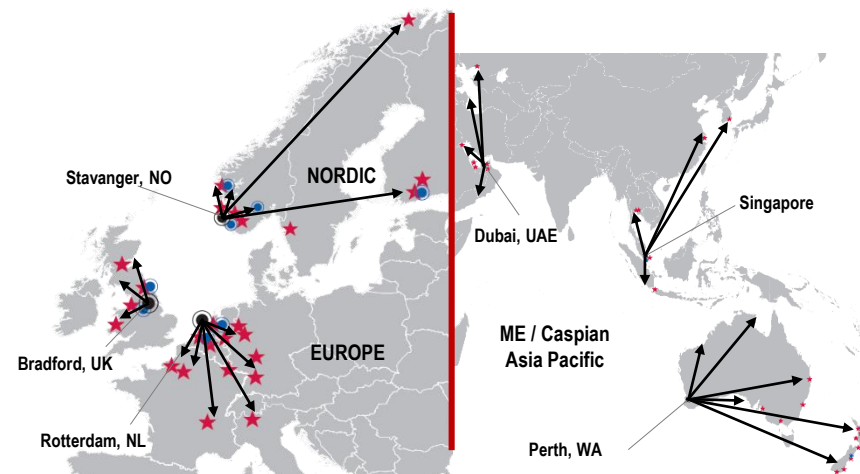 Stavanger, NO
NORDIC
Bradford, UK
EUROPE
Rotterdam, NL
Dubai, UAE
Singapore
ME / Caspian
Asia Pacific
Perth, WA